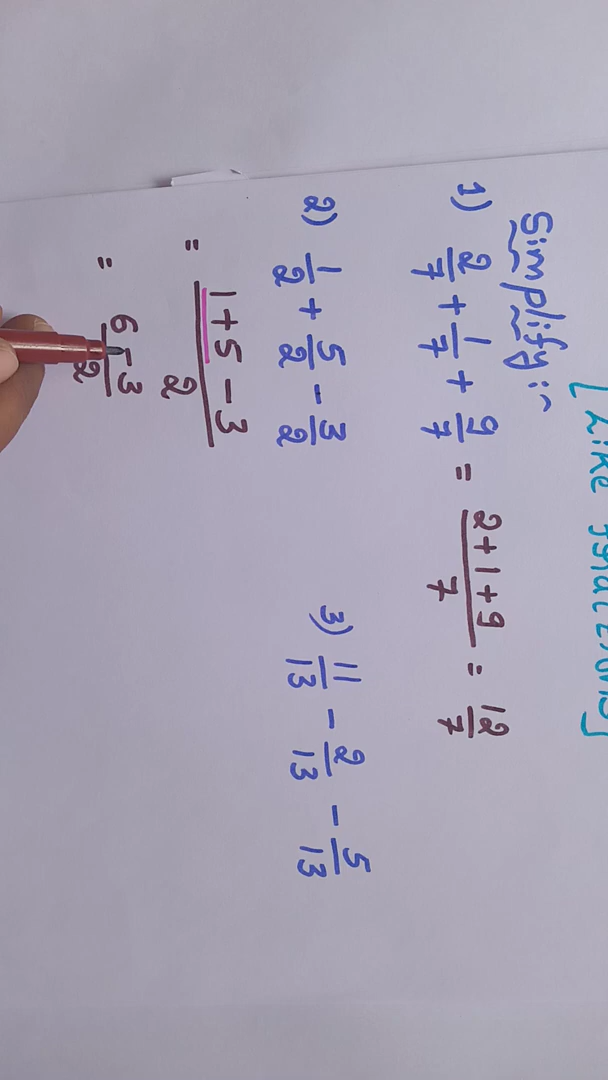 [Like fractions]
Simplify :-
1) 2/7 + 1/7 + 9/7 = (2+1+9)/7 = 12/7
2) 1/2 + 5/2 - 3/2
= (1+5-3)/2
= (6-3)/2
3) 11/13 - 2/13 - 5/13